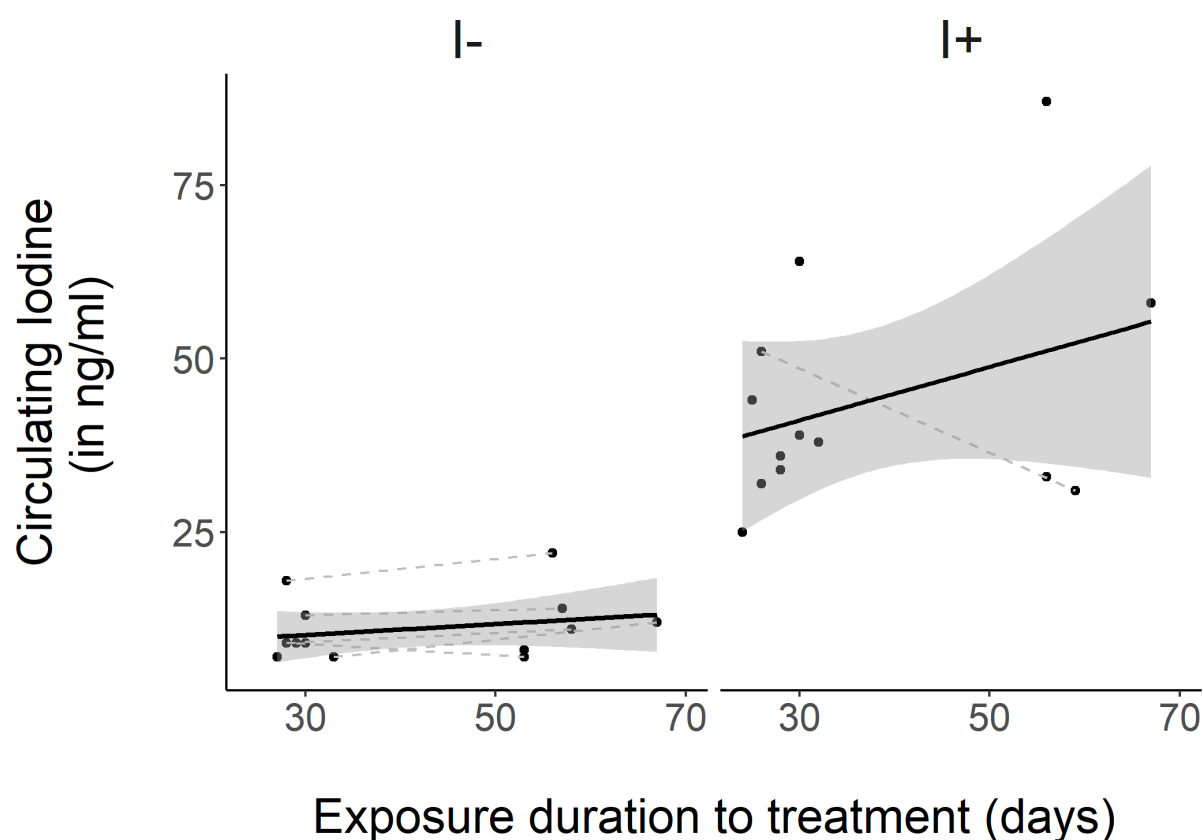 I-
I+
Circulating Iodine
(in ng/ml)
75
50
25
30
50
70
30
50
70
Exposure duration to treatment (days)